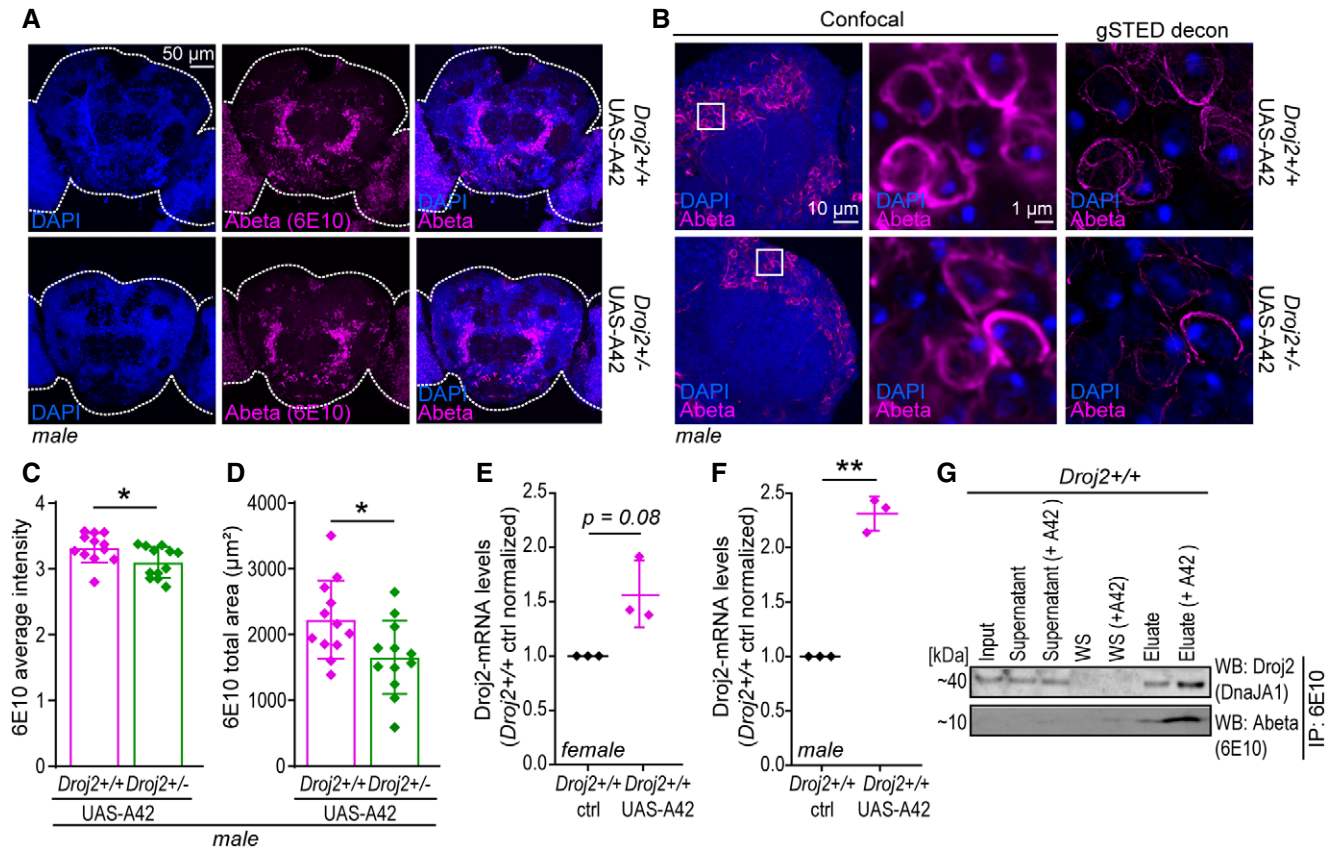 A
50 µm
DAPI
Abeta (6E10)
DAPI
Abeta
Droj2+/+
UAS-A42
DAPI
Abeta (6E10)
DAPI
Abeta
Droj2+/-
UAS-A42
male
B
Confocal
gSTED decon
DAPI
Abeta
10 µm
DAPI
Abeta
1 µm
DAPI
Abeta
Droj2+/+
UAS-A42
DAPI
Abeta
DAPI
Abeta
DAPI
Abeta
Droj2+/-
UAS-A42
male
C
6E10 average intensity
4
3
2
1
0
*
Droj2+/+ Droj2+/-
UAS-A42
D
6E10 total area (µm²)
4000
3000
2000
1000
0
*
Droj2+/+ Droj2+/-
UAS-A42
male
E
Droj2-mRNA levels
(Droj2+/+ ctrl normalized)
2.5
2.0
1.5
1.0
0.5
0.0
p = 0.08
female
Droj2+/+ Droj2+/+
ctrl UAS-A42
F
Droj2-mRNA levels
(Droj2+/+ ctrl normalized)
2.5
2.0
1.5
1.0
0.5
0.0
**
male
Droj2+/+ Droj2+/+
ctrl UAS-A42
G
Droj2+/+
[kDa]
Input
Supernatant
Supernatant (+ A42)
WS
WS (+A42)
Eluate
Eluate (+ A42 )
~40
WB: Droj2
(DnaJA1)
~10
WB: Abeta
(6E10)
IP: 6E10